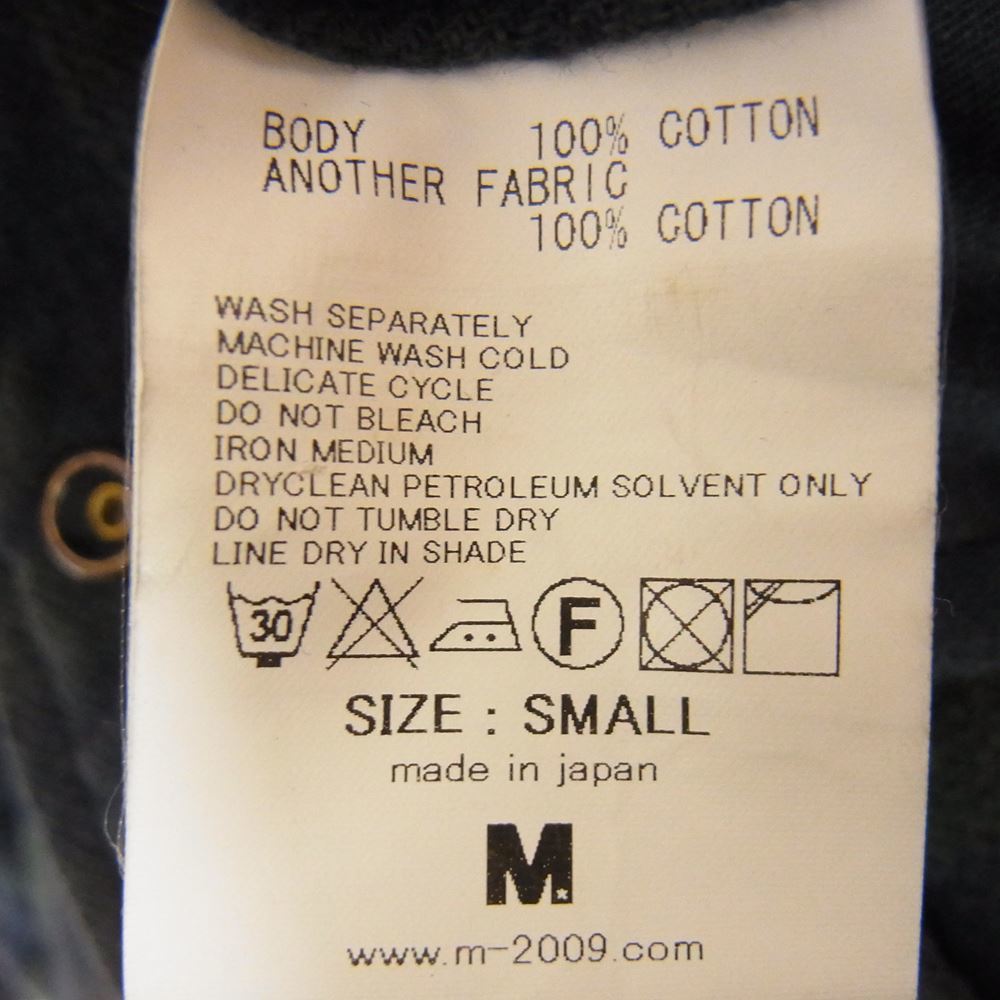 BODY 100% COTTON
ANOTHER FABRIC
100% COTTON
WASH SEPARATELY
MACHINE WASH COLD
DELICATE CYCLE
DO NOT BLEACH
IRON MEDIUM
DRYCLEAN PETROLEUM SOLVENT ONLY
DO NOT TUMBLE DRY
LINE DRY IN SHADE
30 F
SIZE : SMALL
made in japan
M
www.m-2009.com